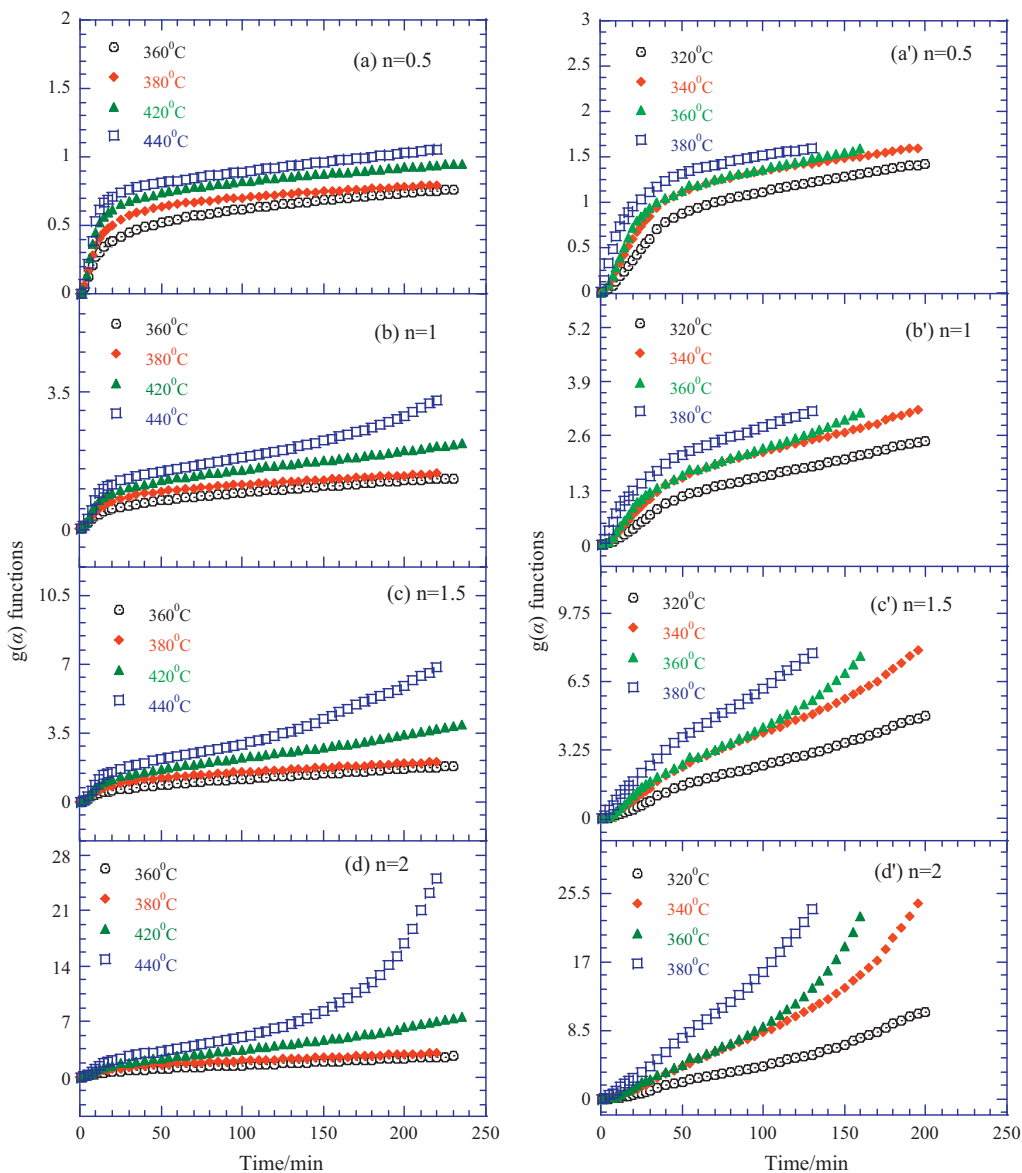 g(α) functions
2
1.5
1
0.5
0
(a) n=0.5
360⁰C
380⁰C
420⁰C
440⁰C
3.5
0
(b) n=1
360⁰C
380⁰C
420⁰C
440⁰C
10.5
7
3.5
0
(c) n=1.5
360⁰C
380⁰C
420⁰C
440⁰C
28
21
14
7
0
(d) n=2
360⁰C
380⁰C
420⁰C
440⁰C
0 50 100 150 200 250
Time/min
g(α) functions
3
2.5
2
1.5
1
0.5
0
(a') n=0.5
320⁰C
340⁰C
360⁰C
380⁰C
5.2
3.9
2.6
1.3
0
(b') n=1
320⁰C
340⁰C
360⁰C
380⁰C
9.75
6.5
3.25
0
(c') n=1.5
320⁰C
340⁰C
360⁰C
380⁰C
25.5
17
8.5
0
(d') n=2
320⁰C
340⁰C
360⁰C
380⁰C
0 50 100 150 200 250
Time/min